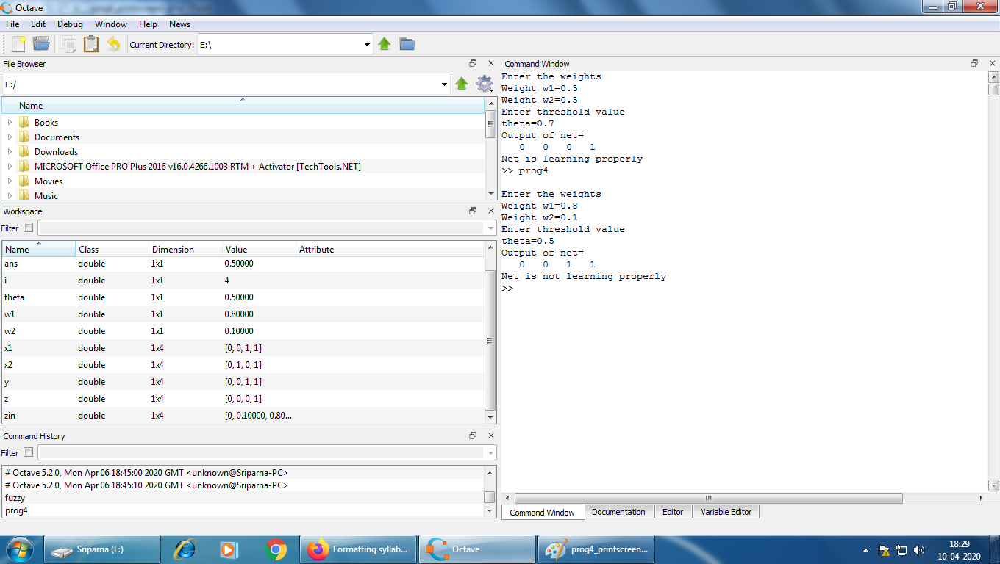 Octave
File Edit Debug Window Help News
Current Directory: E:\
File Browser
E:/
Name
Books
Documents
Downloads
MICROSOFT Office PRO Plus 2016 v16.0.4266.1003 RTM + Activator [TechTools.NET]
Movies
Music
Workspace
Filter
Name Class Dimension Value Attribute
ans double 1x1 0.50000
i double 1x1 4
theta double 1x1 0.50000
w1 double 1x1 0.80000
w2 double 1x1 0.10000
x1 double 1x4 [0, 0, 1, 1]
x2 double 1x4 [0, 1, 0, 1]
y double 1x4 [0, 0, 1, 1]
z double 1x4 [0, 0, 0, 1]
zin double 1x4 [0, 0.10000, 0.80...
Command History
Filter
# Octave 5.2.0, Mon Apr 06 18:45:00 2020 GMT <unknown@Sriparna-PC>
# Octave 5.2.0, Mon Apr 06 18:45:10 2020 GMT <unknown@Sriparna-PC>
fuzzy
prog4
Command Window
Enter the weights
Weight w1=0.5
Weight w2=0.5
Enter threshold value
theta=0.7
Output of net=
0 0 0 1
Net is learning properly
>> prog4
Enter the weights
Weight w1=0.8
Weight w2=0.1
Enter threshold value
theta=0.5
Output of net=
0 0 1 1
Net is not learning properly
>>
Command Window Documentation Editor Variable Editor
Sriparna (E:) Formatting syllab... Octave prog4_printscreen... 18:29
10-04-2020